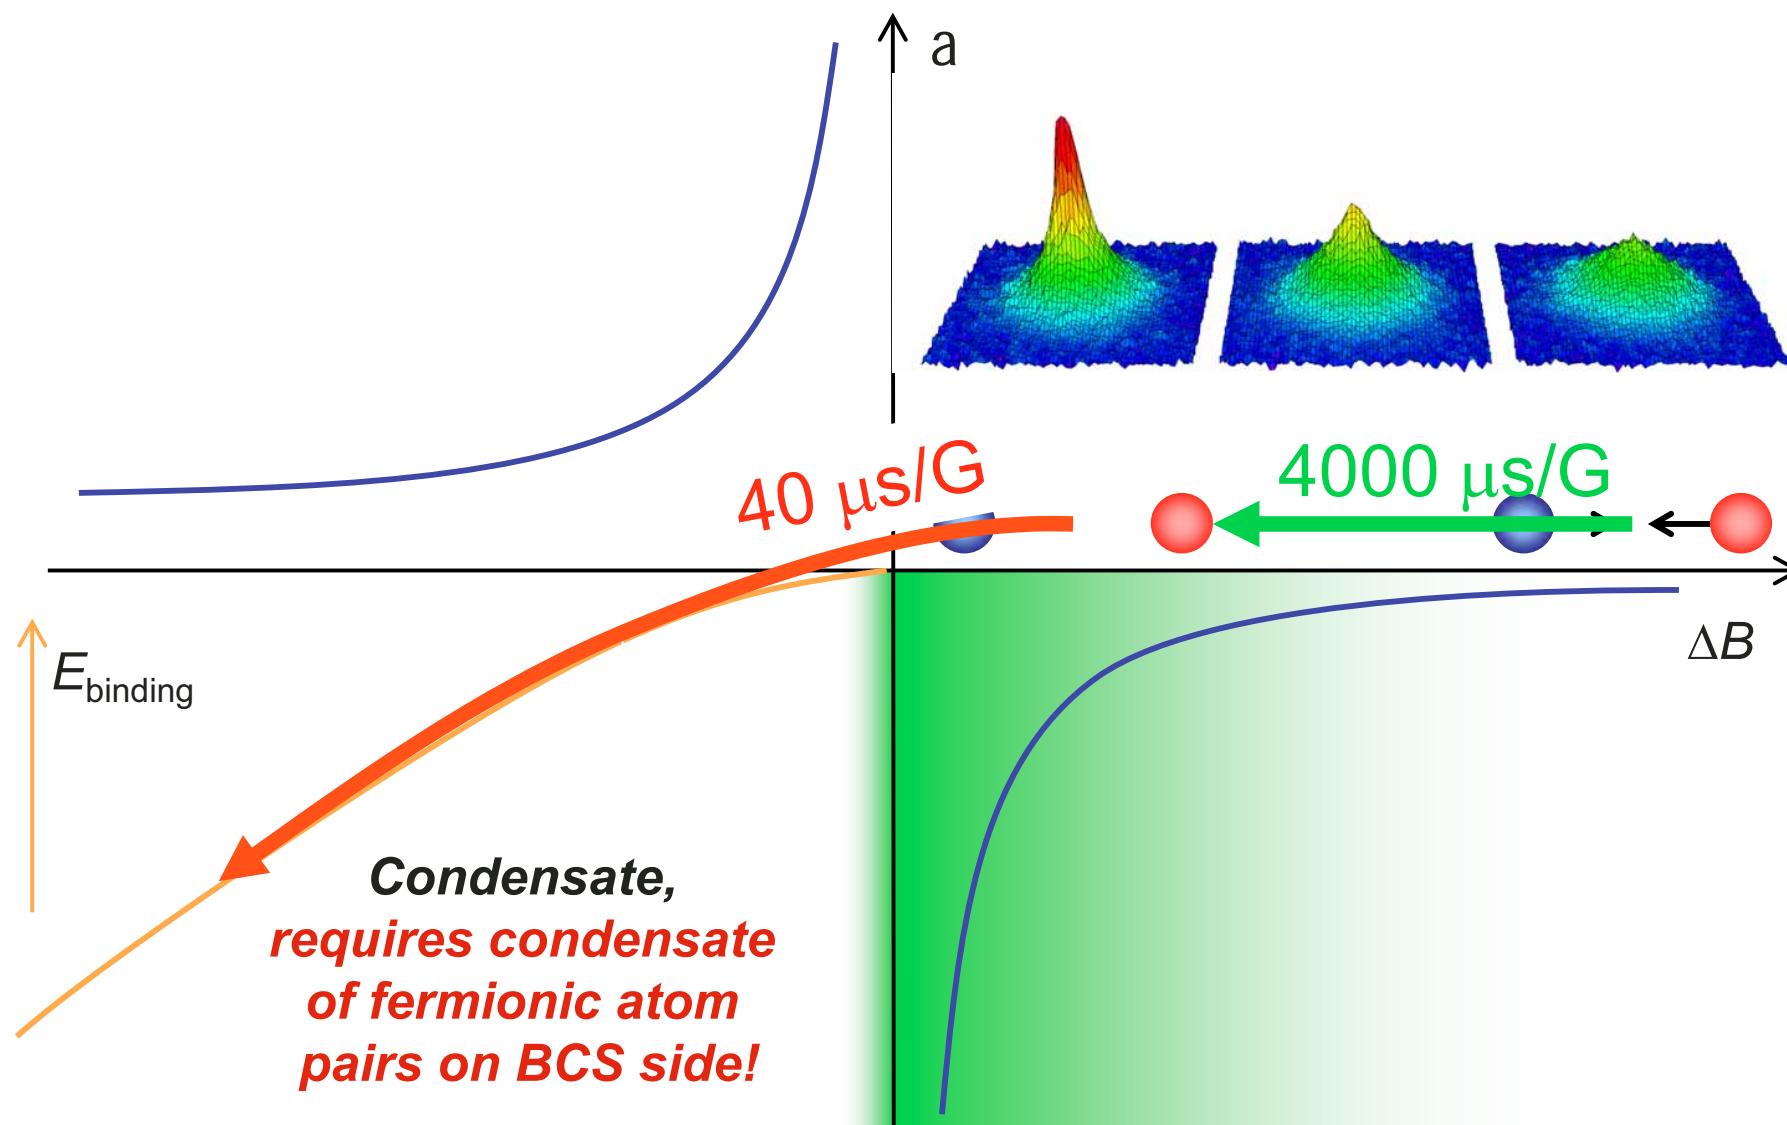 a
40 μs/G
4000 μs/G
ΔB
E_binding
Condensate,
requires condensate
of fermionic atom
pairs on BCS side!